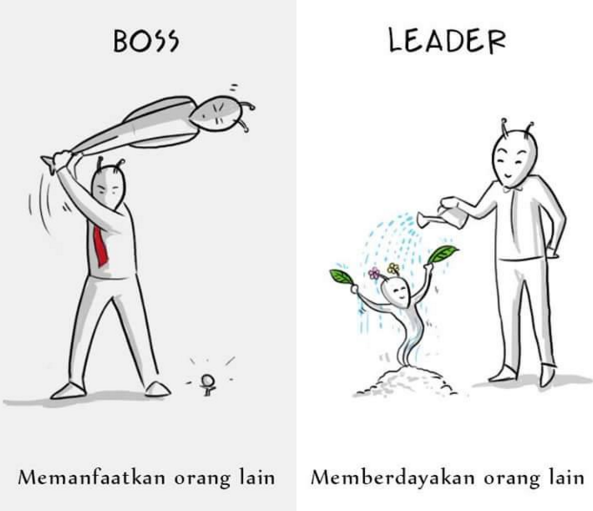 BOSS
LEADER
Memanfaatkan orang lain
Memberdayakan orang lain